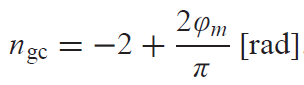 n_gc = −2 + 2φ_m/π [rad]